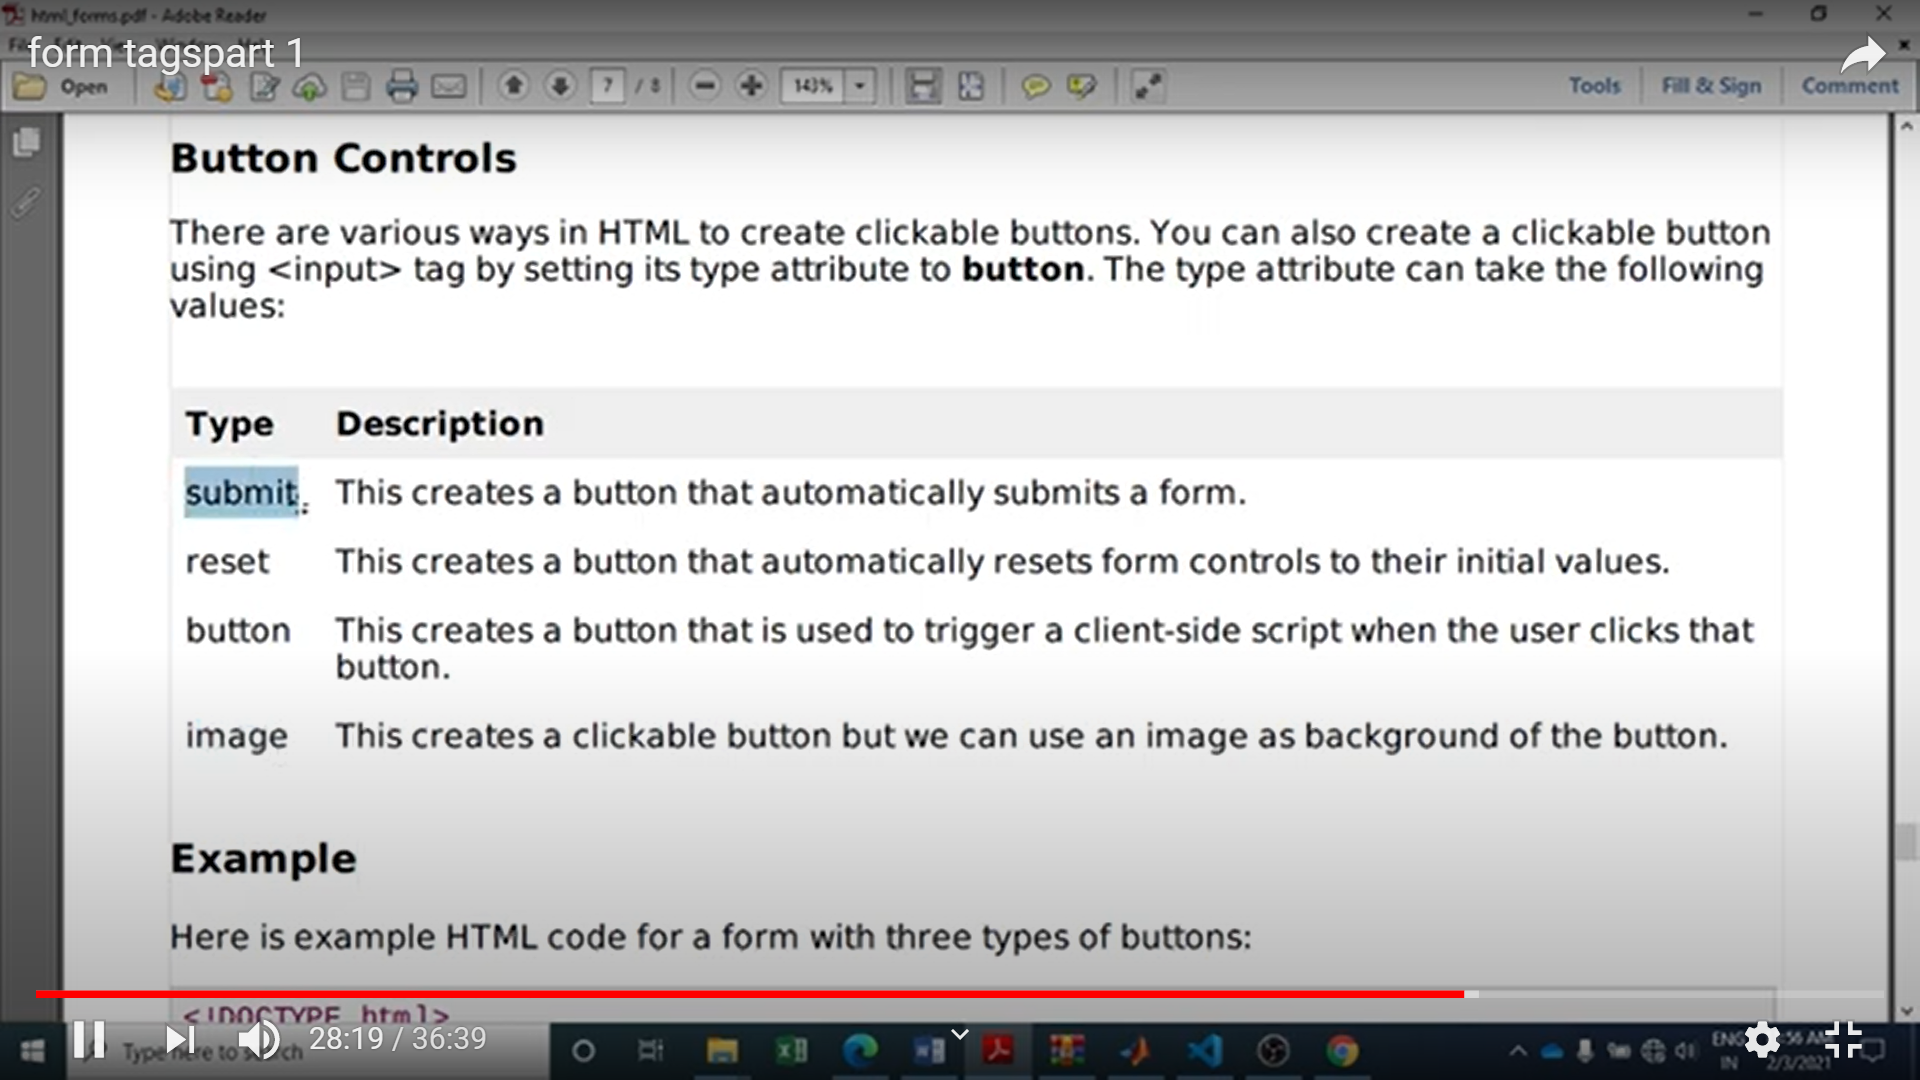 html_forms.pdf - Adobe Reader
form tagspart 1
Open
7 / 8
143%
Tools
Fill & Sign
Comment
Button Controls
There are various ways in HTML to create clickable buttons. You can also create a clickable button
using <input> tag by setting its type attribute to button. The type attribute can take the following
values:
Type Description
submit This creates a button that automatically submits a form.
reset This creates a button that automatically resets form controls to their initial values.
button This creates a button that is used to trigger a client-side script when the user clicks that
button.
image This creates a clickable button but we can use an image as background of the button.
Example
Here is example HTML code for a form with three types of buttons:
<!DOCTYPE html>
28:19 / 36:39
Type here to search
ENG
IN 2/3/2021